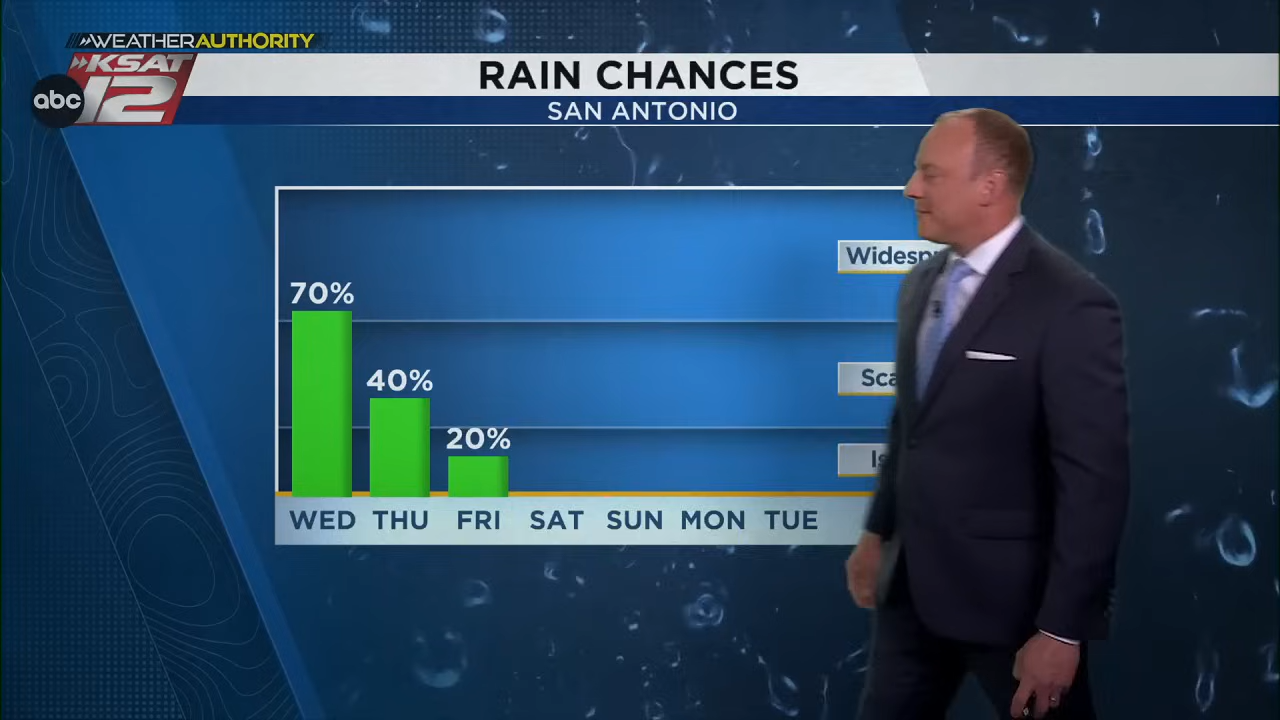 WEATHERAUTHORITY
KSAT
abc 12
RAIN CHANCES
SAN ANTONIO
70%
40%
20%
WED THU FRI SAT SUN MON TUE